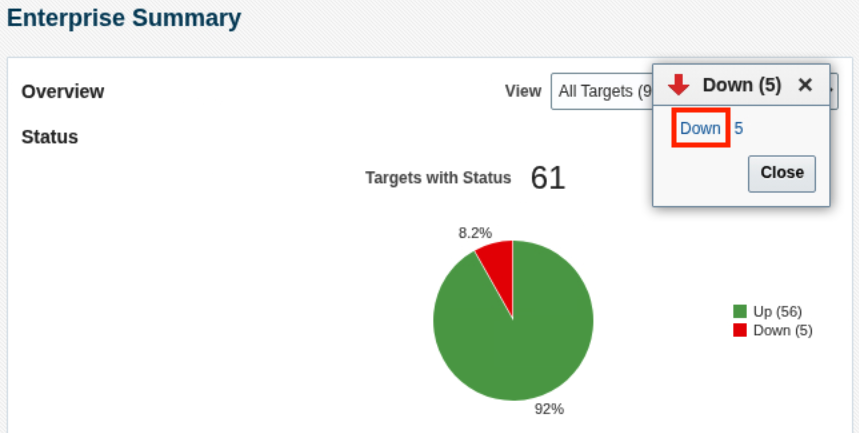 Enterprise Summary
Overview
View All Targets (9
Down (5) ×
Down 5
Close
Status
Targets with Status 61
8.2%
92%
Up (56)
Down (5)